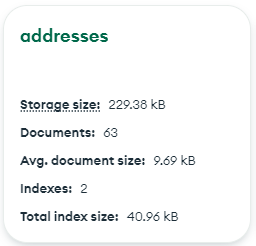 addresses
Storage size: 229.38 kB
Documents: 63
Avg. document size: 9.69 kB
Indexes: 2
Total index size: 40.96 kB